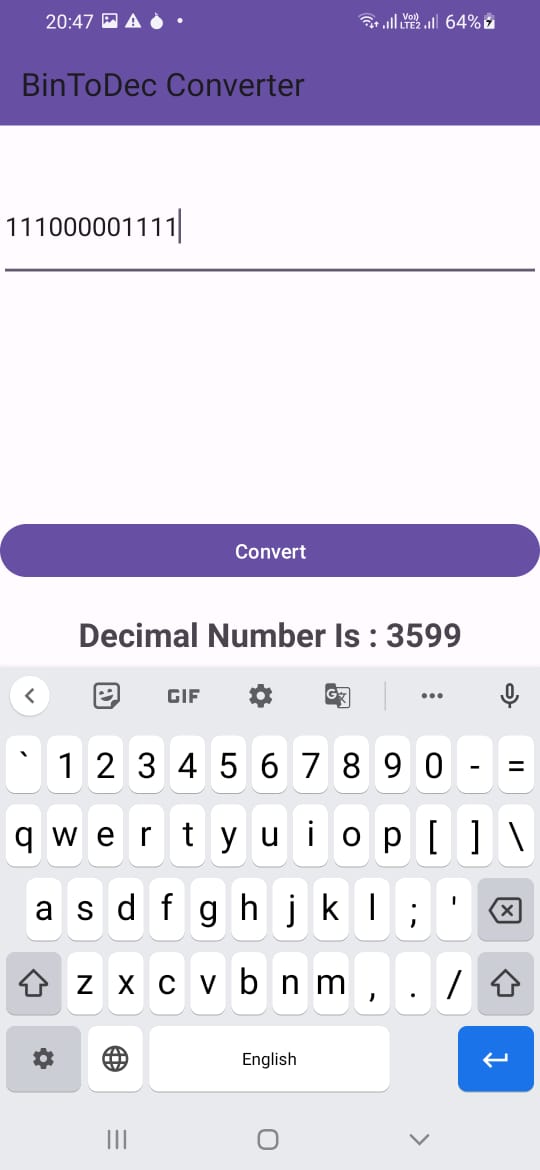 20:47 Vo)) LTE2 64%
BinToDec Converter
111000001111
Convert
Decimal Number Is : 3599
GIF G 文
` 1 2 3 4 5 6 7 8 9 0 - =
q w e r t y u i o p [ ] \
a s d f g h j k l ; '
z x c v b n m , . /
English